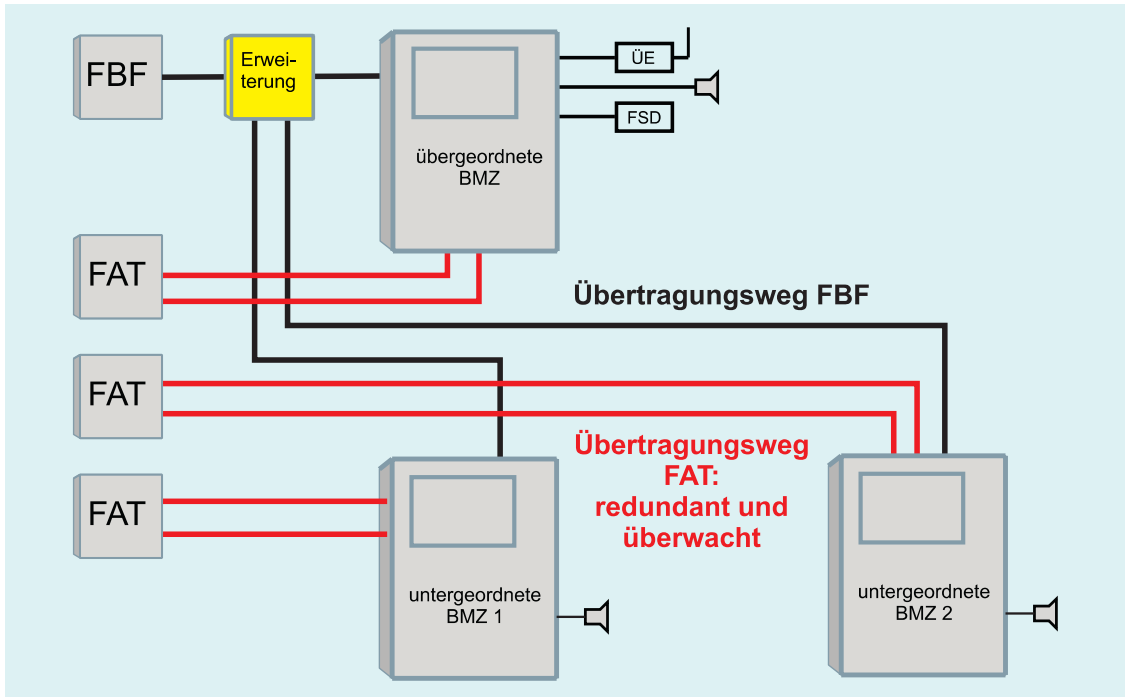 FBF
Erwei-
terung
ÜE
FSD
übergeordnete
BMZ
FAT
Übertragungsweg FBF
FAT
Übertragungsweg
FAT:
redundant und
überwacht
FAT
untergeordnete
BMZ 1
untergeordnete
BMZ 2